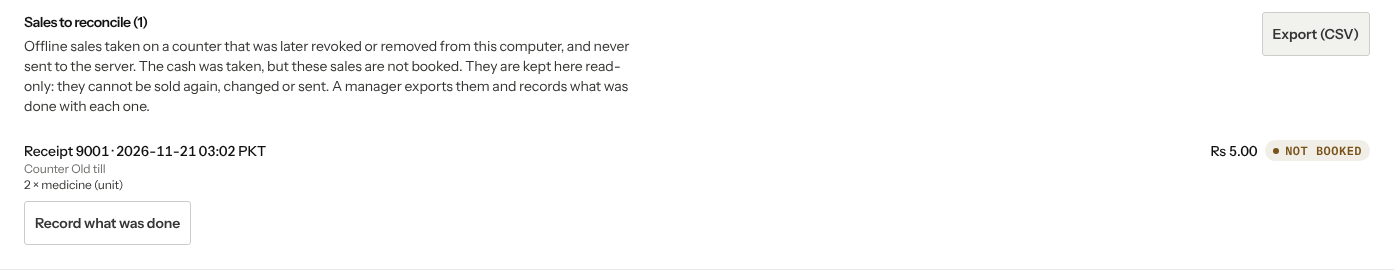 Sales to reconcile (1)
Export (CSV)
Offline sales taken on a counter that was later revoked or removed from this computer, and never
sent to the server. The cash was taken, but these sales are not booked. They are kept here read-
only: they cannot be sold again, changed or sent. A manager exports them and records what was
done with each one.
Receipt 9001 · 2026-11-21 03:02 PKT
Rs 5.00 NOT BOOKED
Counter Old till
2 × medicine (unit)
Record what was done